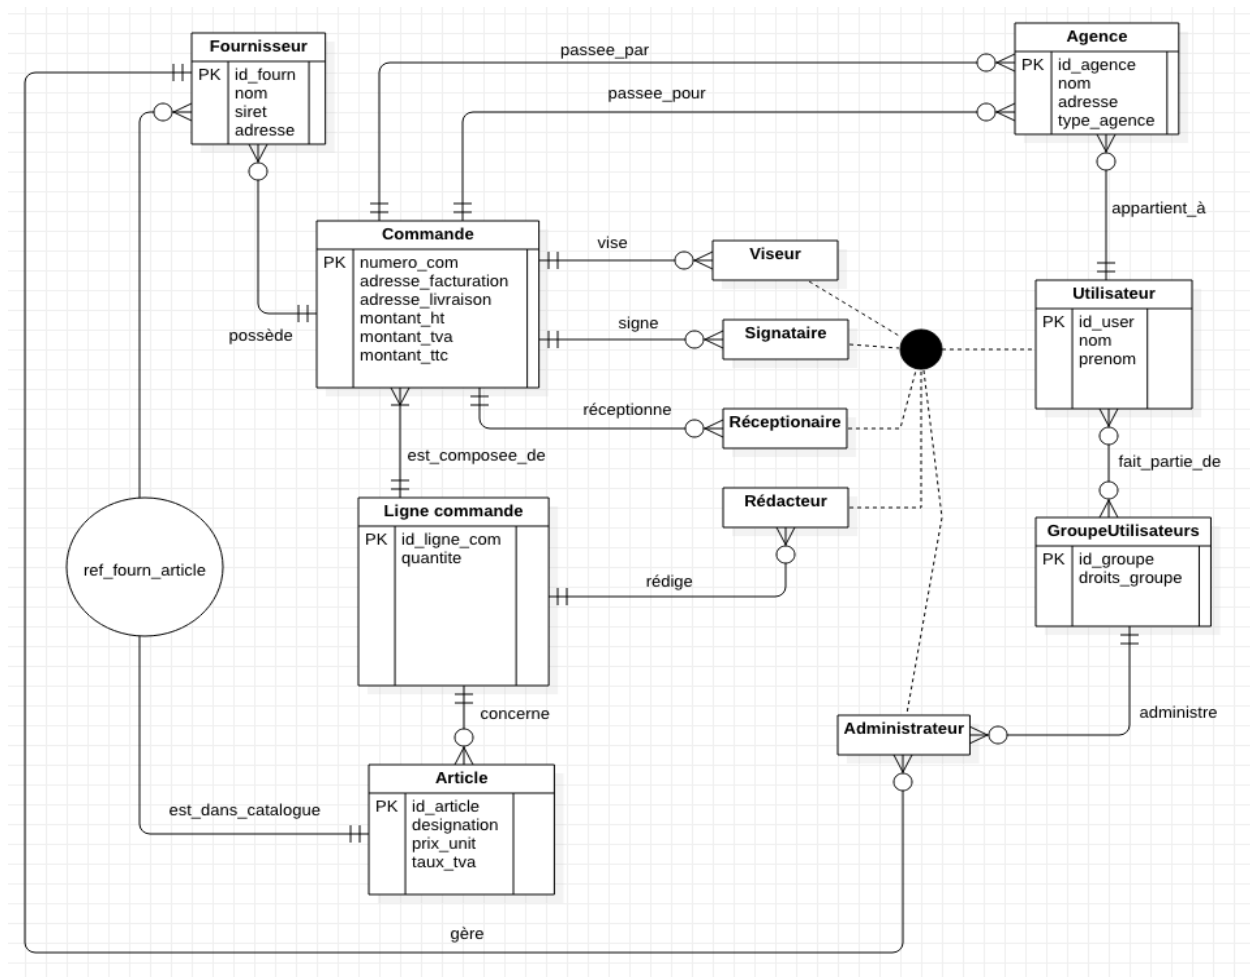 Fournisseur
PK
id_fourn
nom
siret
adresse
passee_par
passee_pour
Agence
PK
id_agence
nom
adresse
type_agence
appartient_à
Commande
PK
numero_com
adresse_facturation
adresse_livraison
montant_ht
montant_tva
montant_ttc
possède
vise
Viseur
signe
Signataire
réceptionne
Réceptionaire
Utilisateur
PK
id_user
nom
prenom
est_composee_de
fait_partie_de
Rédacteur
rédige
Ligne commande
PK
id_ligne_com
quantite
GroupeUtilisateurs
PK
id_groupe
droits_groupe
ref_fourn_article
concerne
administre
Administrateur
est_dans_catalogue
Article
PK
id_article
designation
prix_unit
taux_tva
gère